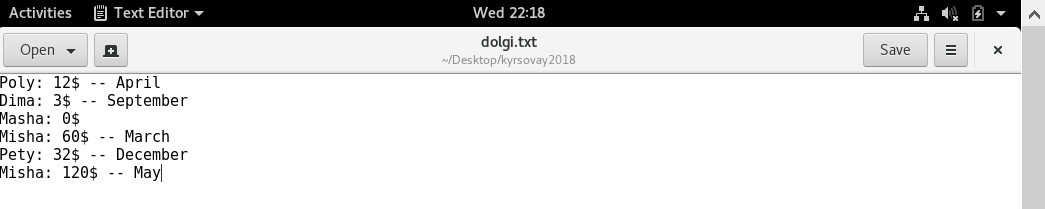 Activities Text Editor Wed 22:18
Open dolgi.txt Save
~/Desktop/kyrsovay2018
Poly: 12$ -- April
Dima: 3$ -- September
Masha: 0$
Misha: 60$ -- March
Pety: 32$ -- December
Misha: 120$ -- May